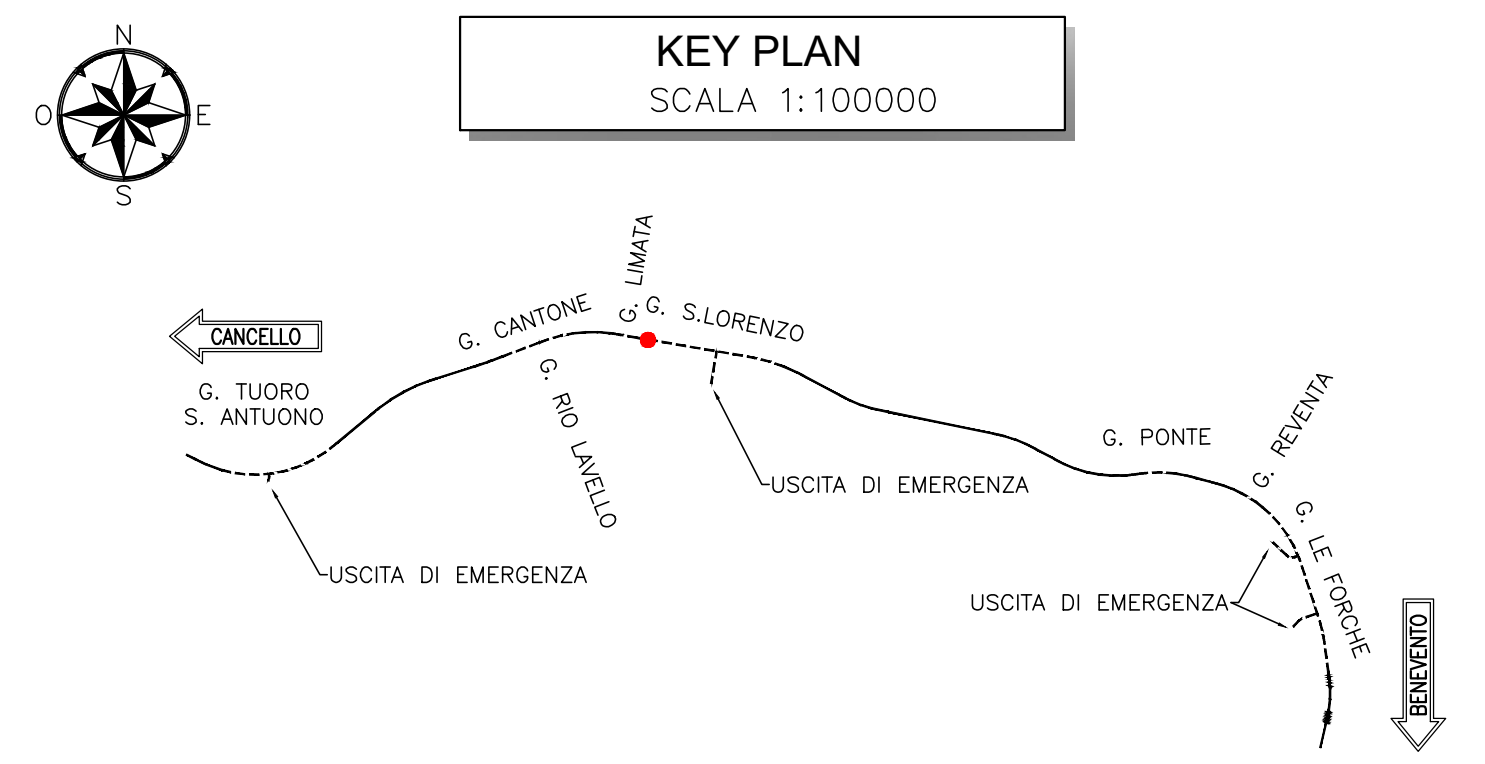 N
O
E
S
KEY PLAN
SCALA 1:100000
CANCELLO
G. TUORO
S. ANTUONO
G. CANTONE
G. LIMATA
G. S.LORENZO
G. RIO LAVELLO
USCITA DI EMERGENZA
USCITA DI EMERGENZA
G. PONTE
G. REVENTA
G. LE FORCHE
USCITA DI EMERGENZA
BENEVENTO